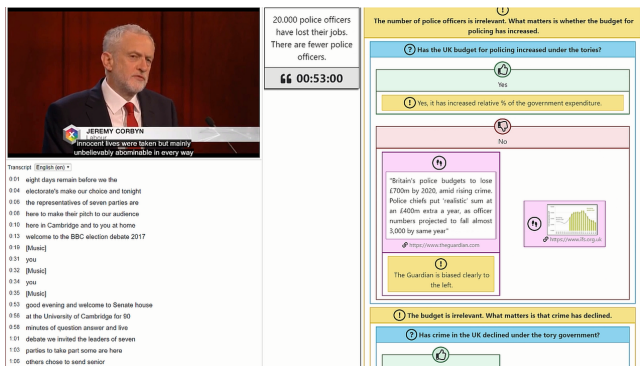 JEREMY CORBYN
Labour
innocent lives were taken but mainly
unbelievably abominable in every way
Transcript English (en)
0:01 eight days remain before we the
0:04 electorate's make our choice and tonight
0:06 the representatives of seven parties are
0:08 here to make their pitch to our audience
0:10 here in Cambridge and to you at home
0:13 welcome to the BBC election debate 2017
0:19 [Music]
0:31 you
0:32 [Music]
0:34 you
0:35 [Music]
0:53 good evening and welcome to Senate house
0:56 at the University of Cambridge for 90
0:58 minutes of question answer and live
1:01 debate we invited the leaders of seven
1:03 parties to take part some are here
1:06 others chose to send senior
20.000 police officers
have lost their jobs.
There are fewer police
officers.
00:53:00
The number of police officers is irrelevant. What matters is whether the budget for
policing has increased.
Has the UK budget for policing increased under the tories?
Yes
Yes, it has increased relative % of the government expenditure.
No
"Britain's police budgets to lose
£700m by 2020, amid rising crime.
Police chiefs put 'realistic' sum at
an £400m extra a year, as officer
numbers projected to fall almost
3,000 by same year"
https://www.theguardian.com
The Guardian is biased clearly to
the left.
https://www.ifs.org.uk
The budget is irrelevant. What matters is that crime has declined.
Has crime in the UK declined under the tory government?